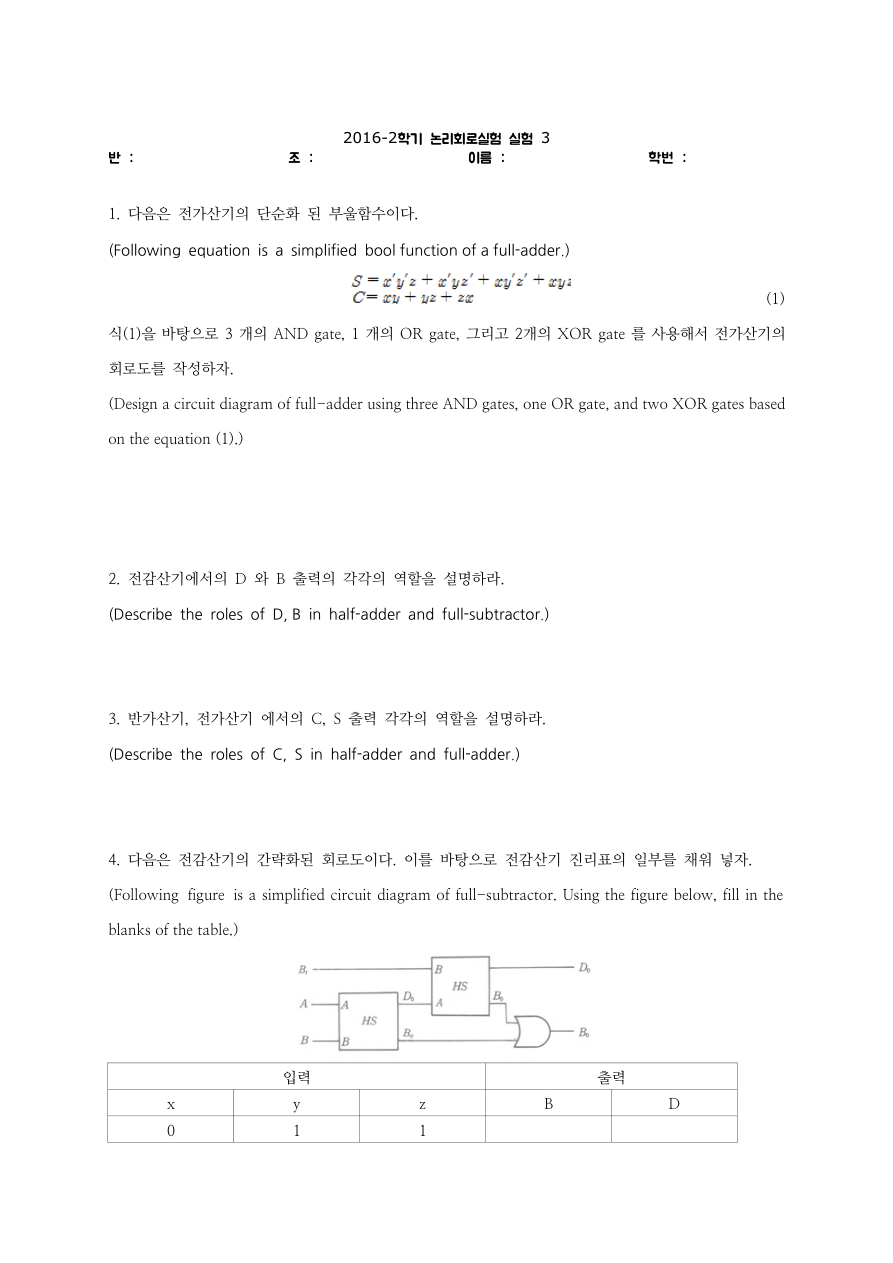 2016-2학기 논리회로실험 실험 3
반 : 조 : 이름 : 학번 :
1. 다음은 전가산기의 단순화 된 부울함수이다.
(Following equation is a simplified bool function of a full-adder.)
S = x′y′z + x′yz′ + xy′z′ + xyz
C = xy + yz + zx (1)
식(1)을 바탕으로 3 개의 AND gate, 1 개의 OR gate, 그리고 2개의 XOR gate 를 사용해서 전가산기의
회로도를 작성하자.
(Design a circuit diagram of full-adder using three AND gates, one OR gate, and two XOR gates based
on the equation (1).)
2. 전감산기에서의 D 와 B 출력의 각각의 역할을 설명하라.
(Describe the roles of D, B in half-adder and full-subtractor.)
3. 반가산기, 전가산기 에서의 C, S 출력 각각의 역할을 설명하라.
(Describe the roles of C, S in half-adder and full-adder.)
4. 다음은 전감산기의 간략화된 회로도이다. 이를 바탕으로 전감산기 진리표의 일부를 채워 넣자.
(Following figure is a simplified circuit diagram of full-subtractor. Using the figure below, fill in the
blanks of the table.)
Bᵢ B D₀
HS
A A D₀ A B₀
HS
B B B₀ B₀
입력 출력
x y z B D
0 1 1